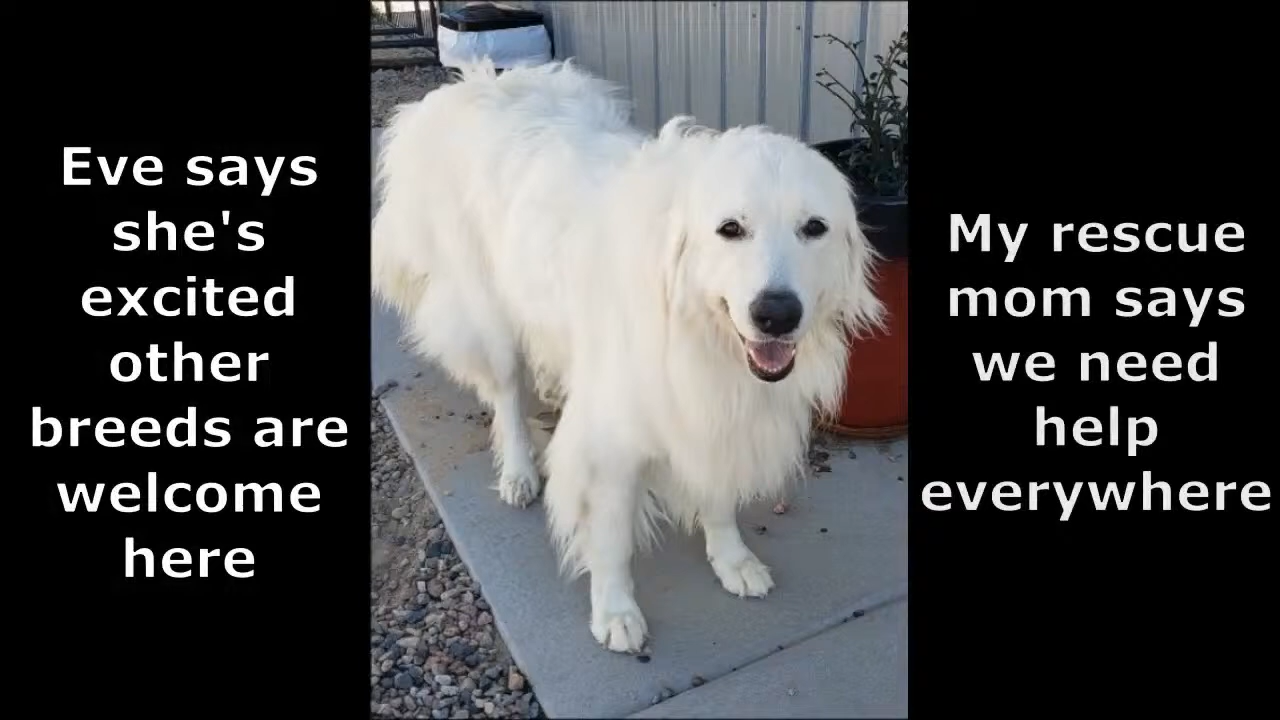 Eve says
she's
excited
other
breeds are
welcome
here
My rescue
mom says
we need
help
everywhere